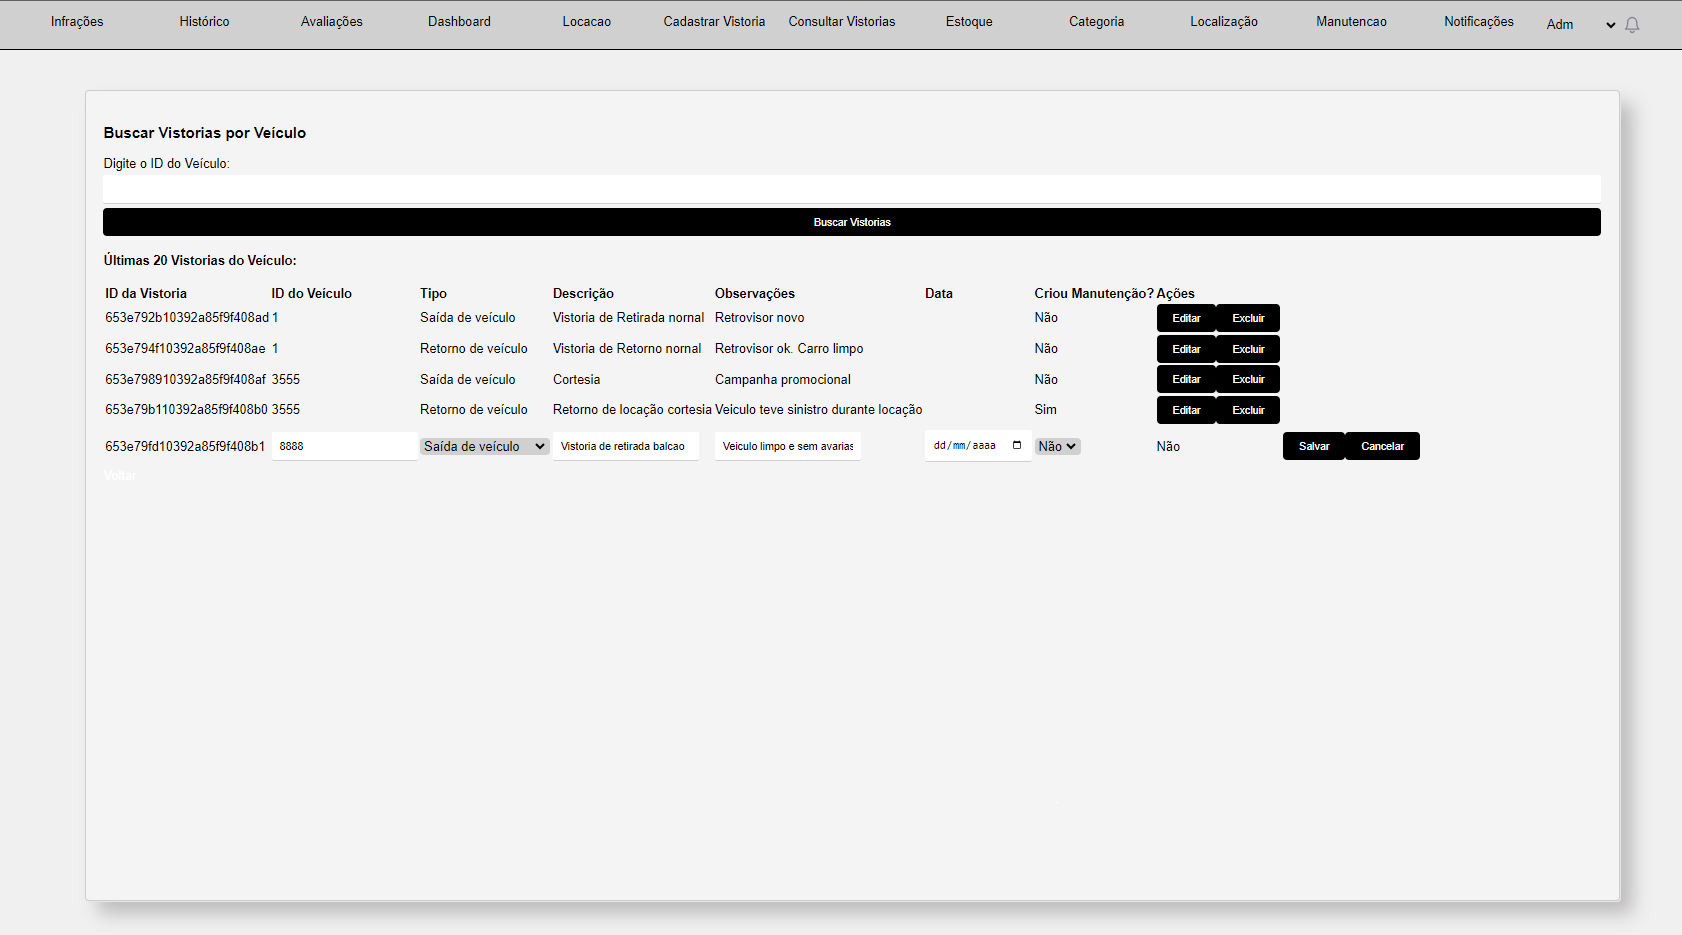 Infrações Histórico Avaliações Dashboard Locacao Cadastrar Vistoria Consultar Vistorias Estoque Categoria Localização Manutencao Notificações Adm
Buscar Vistorias por Veículo
Digite o ID do Veículo:
Buscar Vistorias
Últimas 20 Vistorias do Veículo:
ID da Vistoria ID do Veículo Tipo Descrição Observações Data Criou Manutenção? Ações
653e792b10392a85f9f408ad 1 Saída de veículo Vistoria de Retirada nornal Retrovisor novo Não Editar Excluir
653e794f10392a85f9f408ae 1 Retorno de veículo Vistoria de Retorno nornal Retrovisor ok. Carro limpo Não Editar Excluir
653e798910392a85f9f408af 3555 Saída de veículo Cortesia Campanha promocional Não Editar Excluir
653e79b110392a85f9f408b0 3555 Retorno de veículo Retorno de locação cortesia Veiculo teve sinistro durante locação Sim Editar Excluir
653e79fd10392a85f9f408b1 8888 Saída de veículo Vistoria de retirada balcao Veiculo limpo e sem avarias dd/mm/aaaa Não Não Salvar Cancelar
Voltar